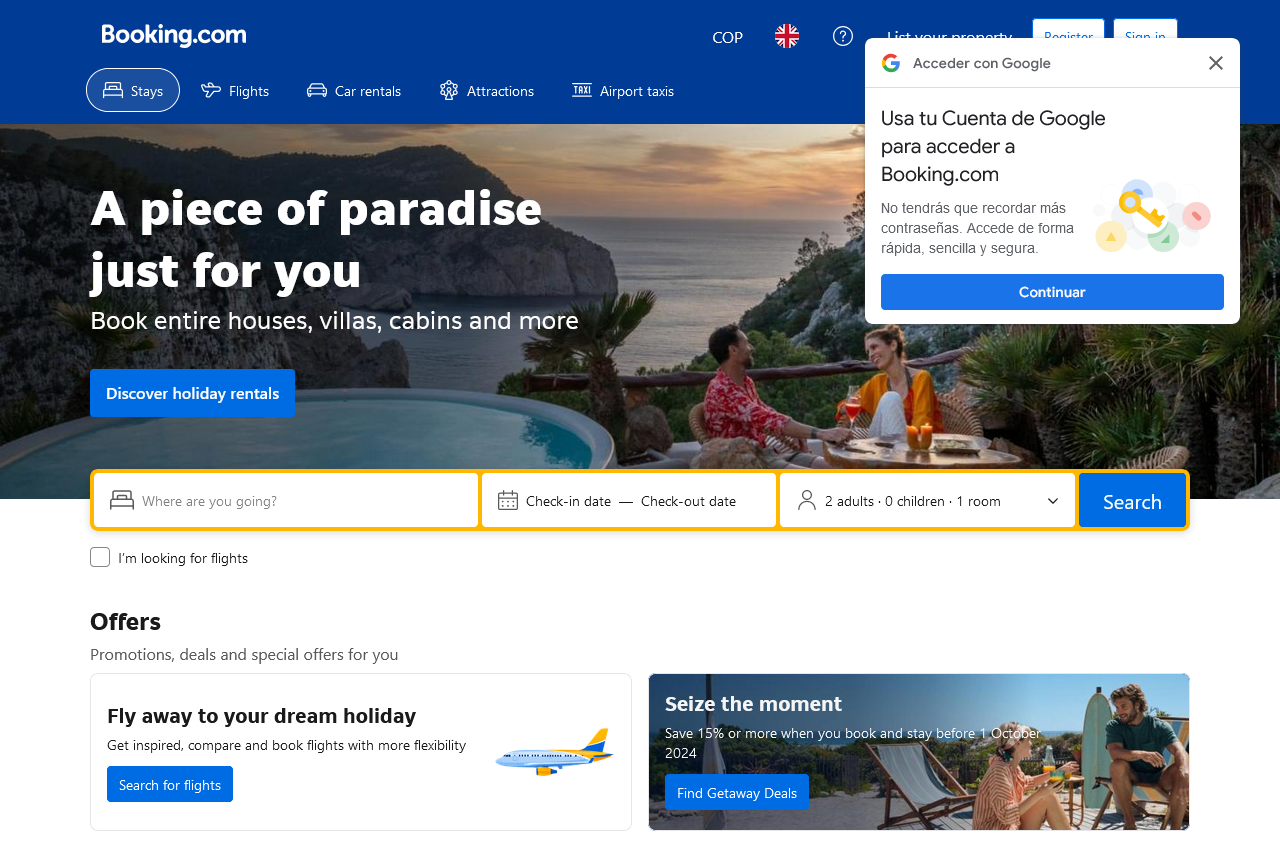 Booking.com
COP
List your property
Register
Sign in
Stays
Flights
Car rentals
Attractions
TAXI
Airport taxis
Acceder con Google
Usa tu Cuenta de Google
para acceder a
Booking.com
No tendrás que recordar más
contraseñas. Accede de forma
rápida, sencilla y segura.
Continuar
A piece of paradise
just for you
Book entire houses, villas, cabins and more
Discover holiday rentals
Where are you going?
Check-in date — Check-out date
2 adults · 0 children · 1 room
Search
I'm looking for flights
Offers
Promotions, deals and special offers for you
Fly away to your dream holiday
Get inspired, compare and book flights with more flexibility
Search for flights
Seize the moment
Save 15% or more when you book and stay before 1 October
2024
Find Getaway Deals